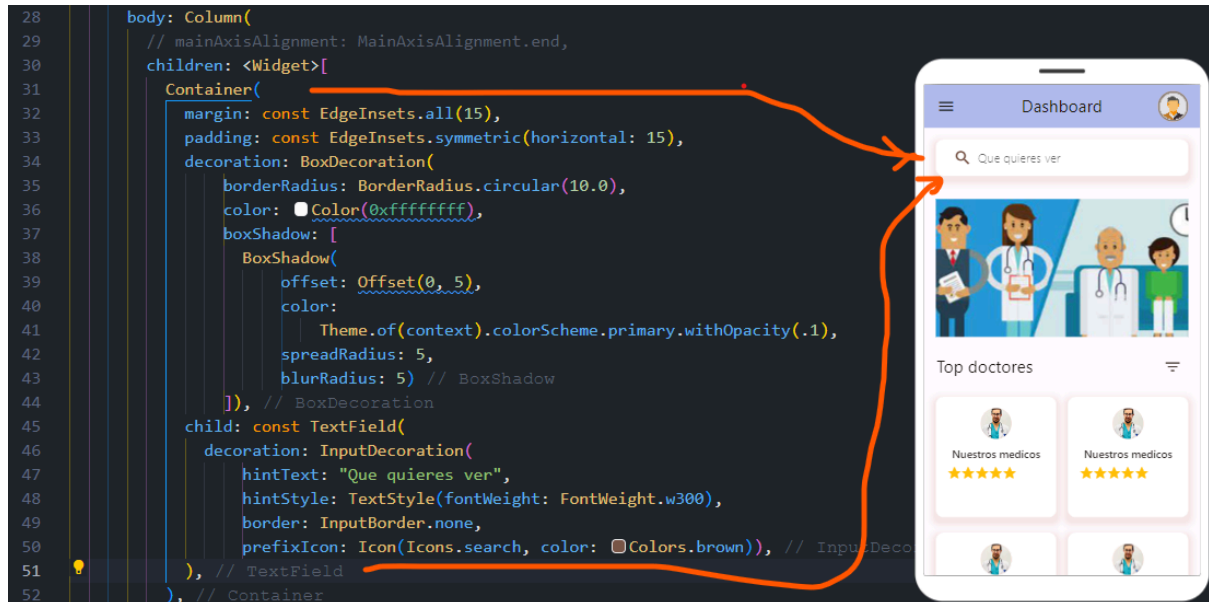 28 body: Column(
29 // mainAxisAlignment: MainAxisAlignment.end,
30 children: <Widget>[
31 Container(
32 margin: const EdgeInsets.all(15),
33 padding: const EdgeInsets.symmetric(horizontal: 15),
34 decoration: BoxDecoration(
35 borderRadius: BorderRadius.circular(10.0),
36 color: Color(0xffffffff),
37 boxShadow: [
38 BoxShadow(
39 offset: Offset(0, 5),
40 color:
41 Theme.of(context).colorScheme.primary.withOpacity(.1),
42 spreadRadius: 5,
43 blurRadius: 5) // BoxShadow
44 ]), // BoxDecoration
45 child: const TextField(
46 decoration: InputDecoration(
47 hintText: "Que quieres ver",
48 hintStyle: TextStyle(fontWeight: FontWeight.w300),
49 border: InputBorder.none,
50 prefixIcon: Icon(Icons.search, color: Colors.brown)), // InputDeco
51 ), // TextField
52 ), // Container
Dashboard
Que quieres ver
Top doctores
Nuestros medicos
Nuestros medicos